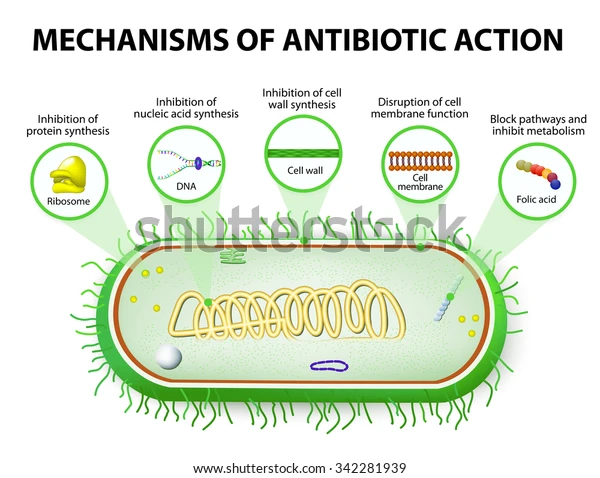 MECHANISMS OF ANTIBIOTIC ACTION
Inhibition of
protein synthesis
Ribosome
Inhibition of
nucleic acid synthesis
DNA
Inhibition of cell
wall synthesis
Cell wall
Disruption of cell
membrane function
Cell
membrane
Block pathways and
inhibit metabolism
Folic acid
shutterstock
www.shutterstock.com · 342281939